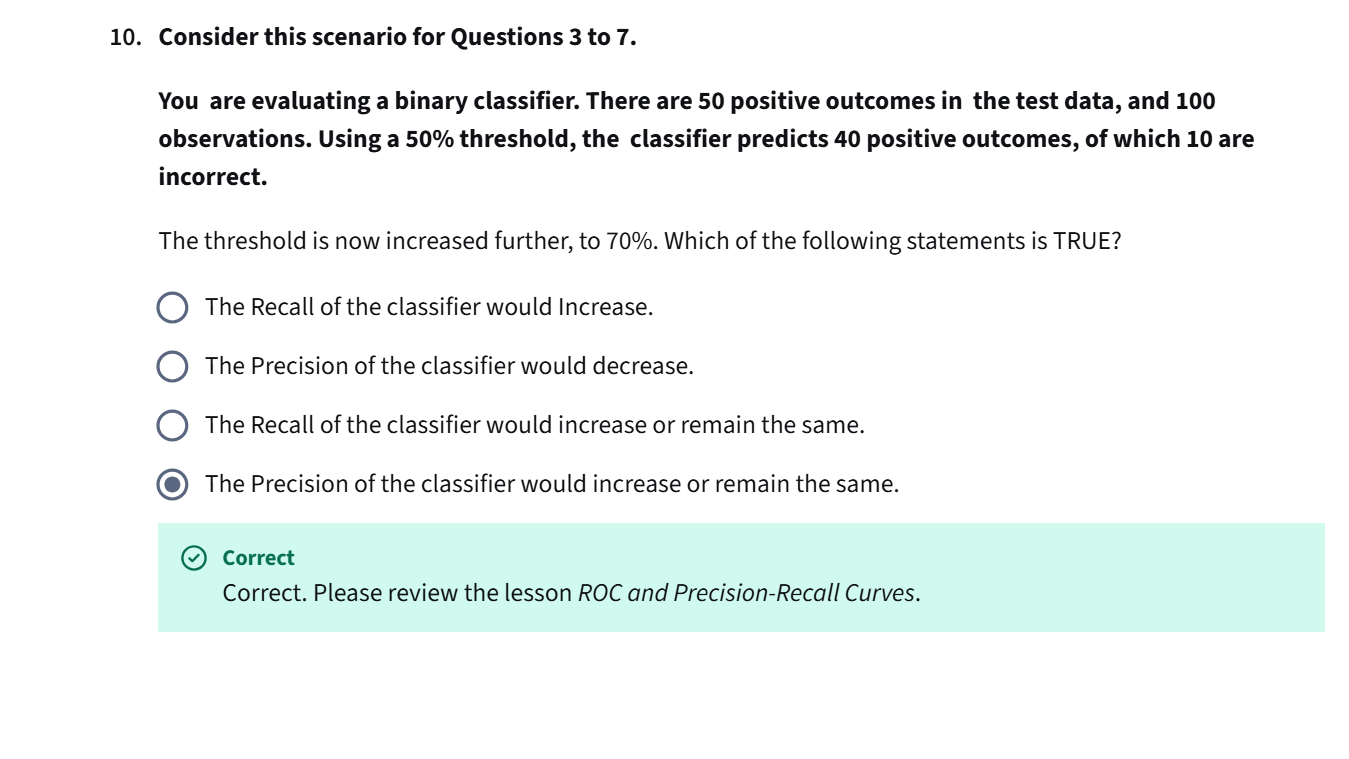 10. Consider this scenario for Questions 3 to 7.
You are evaluating a binary classifier. There are 50 positive outcomes in the test data, and 100
observations. Using a 50% threshold, the classifier predicts 40 positive outcomes, of which 10 are
incorrect.
The threshold is now increased further, to 70%. Which of the following statements is TRUE?
The Recall of the classifier would Increase.
The Precision of the classifier would decrease.
The Recall of the classifier would increase or remain the same.
The Precision of the classifier would increase or remain the same.
Correct
Correct. Please review the lesson ROC and Precision-Recall Curves.